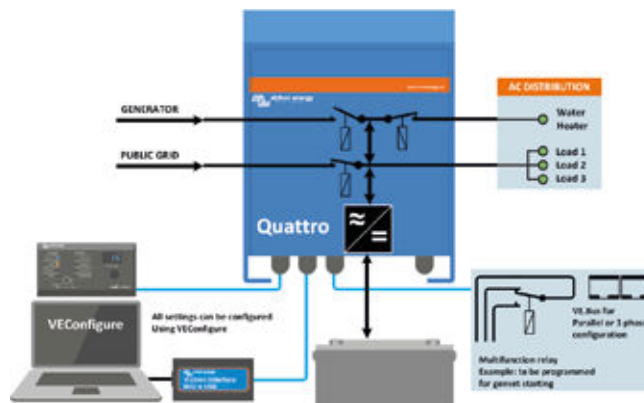 victron energy
AC DISTRIBUTION
GENERATOR
Water
Heater
PUBLIC GRID
Load 1
Load 2
Load 3
Quattro
All settings can be configured
Using VEConfigure
VEConfigure
VE.Bus for
Parallel or 3 phase
configuration
Multifunction relay
Example: to be programmed
for genset starting